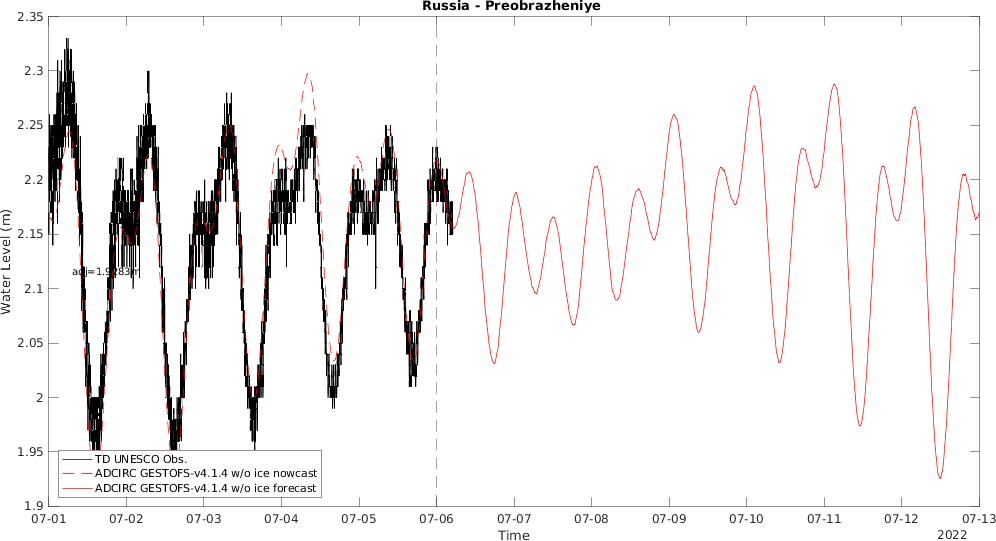 Russia - Preobrazheniye
2.35
2.3
2.25
2.2
2.15
2.1
2.05
2
1.95
1.9
Water Level (m)
adj=1.9283m
TD UNESCO Obs.
ADCIRC GESTOFS-v4.1.4 w/o ice nowcast
ADCIRC GESTOFS-v4.1.4 w/o ice forecast
07-01 07-02 07-03 07-04 07-05 07-06 07-07 07-08 07-09 07-10 07-11 07-12 07-13
Time
2022